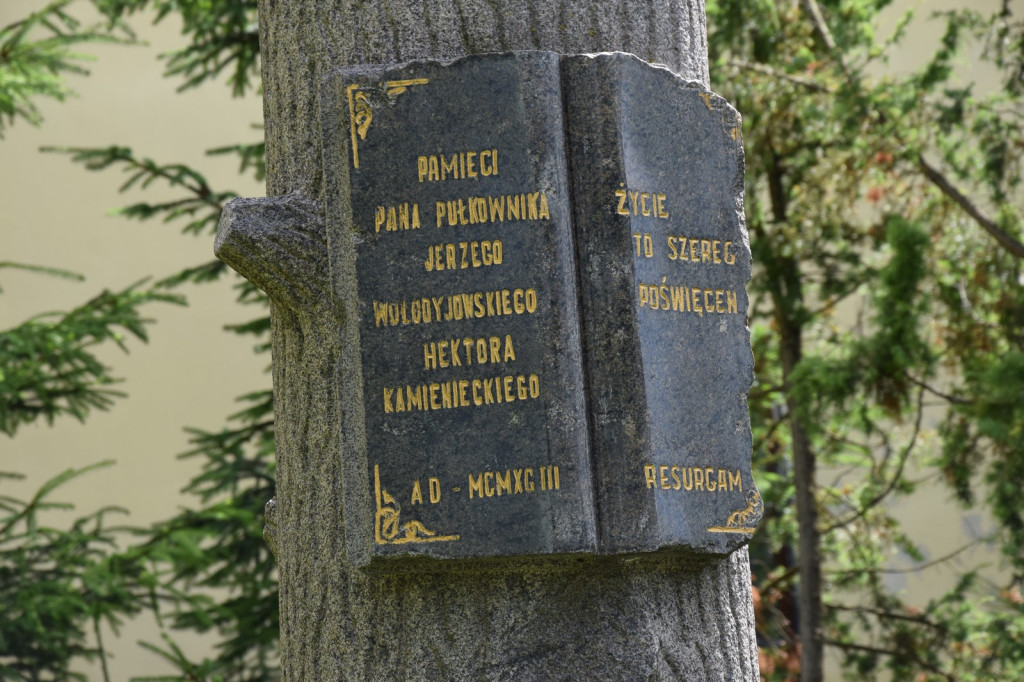 PAMIĘCI
PANA PUŁKOWNIKA
JERZEGO
WOŁODYJOWSKIEGO
HEKTORA
KAMIENIECKIEGO
AD - MCMXCIII
ŻYCIE
TO SZEREG
POŚWIĘCEŃ
RESURGAM